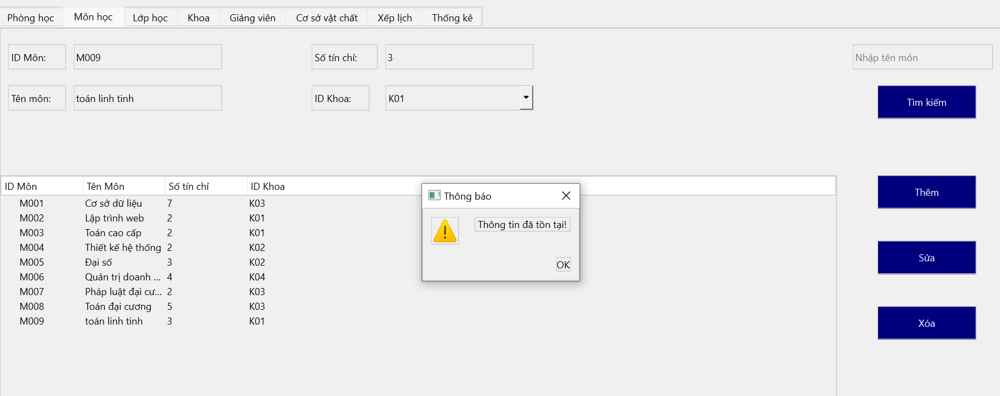 Phòng học Môn học Lớp học Khoa Giảng viên Cơ sở vật chất Xếp lịch Thống kê
ID Môn: M009 Số tín chỉ: 3 Nhập tên môn
Tên môn: toán linh tinh ID Khoa: K01 Tìm kiếm
ID Môn Tên Môn Số tín chỉ ID Khoa
M001 Cơ sở dữ liệu 7 K03
M002 Lập trình web 2 K01
M003 Toán cao cấp 2 K01
M004 Thiết kế hệ thống 2 K02
M005 Đại số 3 K02
M006 Quản trị doanh ... 4 K04
M007 Pháp luật đại cư... 2 K03
M008 Toán đại cương 5 K03
M009 toán linh tinh 3 K01
Thông báo
Thông tin đã tồn tại!
OK
Thêm
Sửa
Xóa